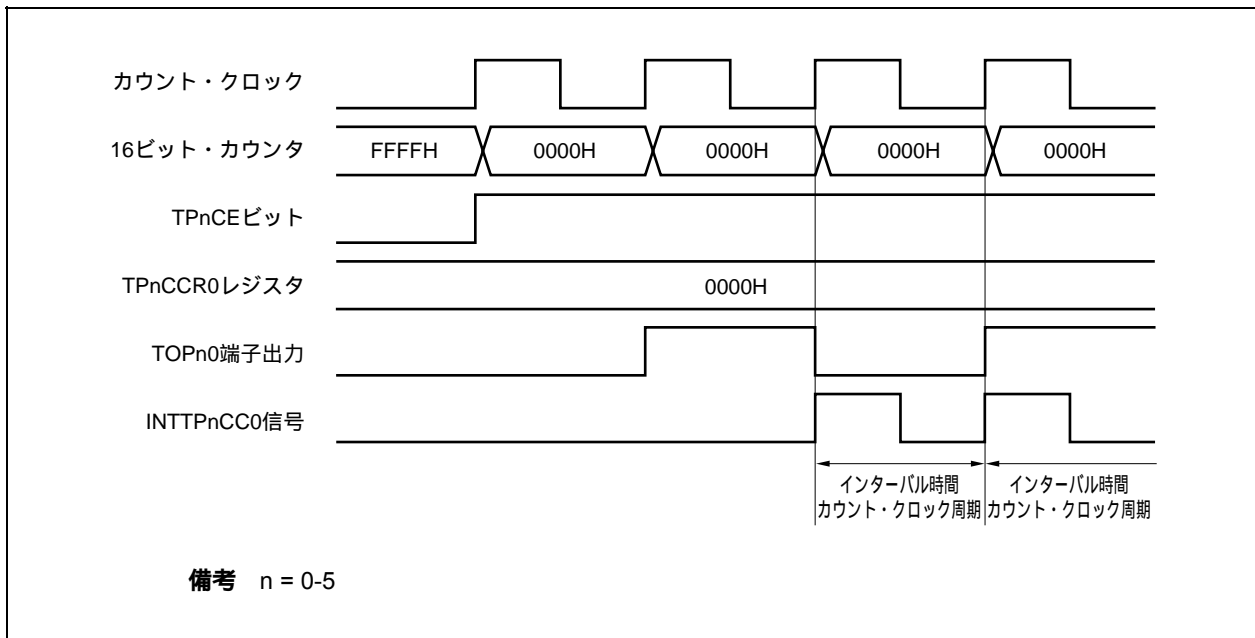 カウント・クロック
16ビット・カウンタ
FFFFH
0000H
0000H
0000H
0000H
TPnCEビット
TPnCCR0レジスタ
0000H
TOPn0端子出力
INTTPnCC0信号
インターバル時間
カウント・クロック周期
インターバル時間
カウント・クロック周期
備考 n = 0-5